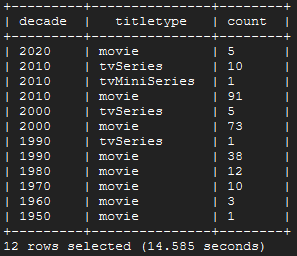 +---------+---------------+--------+
| decade  |   titletype   | count  |
+---------+---------------+--------+
| 2020    | movie         | 5      |
| 2010    | tvSeries      | 10     |
| 2010    | tvMiniSeries  | 1      |
| 2010    | movie         | 91     |
| 2000    | tvSeries      | 5      |
| 2000    | movie         | 73     |
| 1990    | tvSeries      | 1      |
| 1990    | movie         | 38     |
| 1980    | movie         | 12     |
| 1970    | movie         | 10     |
| 1960    | movie         | 3      |
| 1950    | movie         | 1      |
+---------+---------------+--------+
12 rows selected (14.585 seconds)